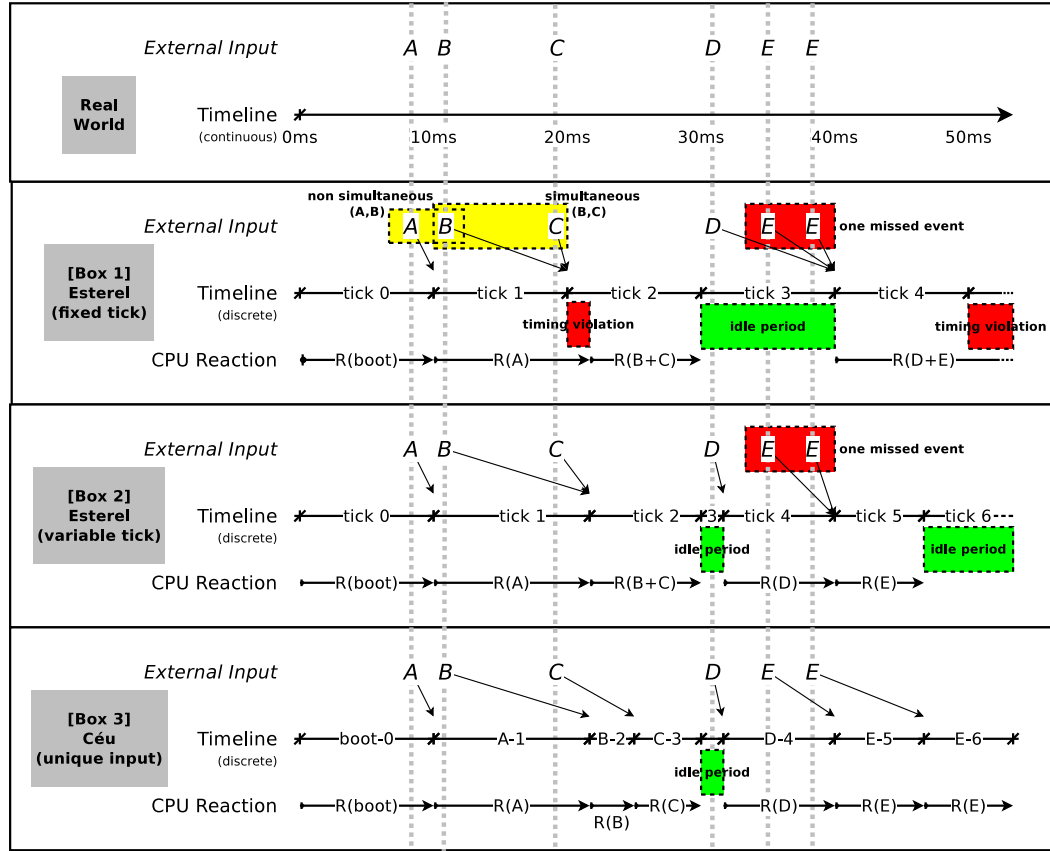 External Input A B C D E E
Real
World
Timeline
(continuous)
0ms 10ms 20ms 30ms 40ms 50ms
non simultaneous
(A,B)
simultaneous
(B,C)
External Input A B C D E E one missed event
[Box 1]
Esterel
(fixed tick)
Timeline tick 0 tick 1 tick 2 tick 3 tick 4
(discrete)
timing violation idle period timing violation
CPU Reaction R(boot) R(A) R(B+C) R(D+E)
External Input A B C D E E one missed event
[Box 2]
Esterel
(variable tick)
Timeline tick 0 tick 1 tick 2 3 tick 4 tick 5 tick 6
(discrete)
idle period idle period
CPU Reaction R(boot) R(A) R(B+C) R(D) R(E)
External Input A B C D E E
[Box 3]
Céu
(unique input)
Timeline boot-0 A-1 B-2 C-3 D-4 E-5 E-6
(discrete)
idle period
CPU Reaction R(boot) R(A) R(B) R(C) R(D) R(E) R(E)